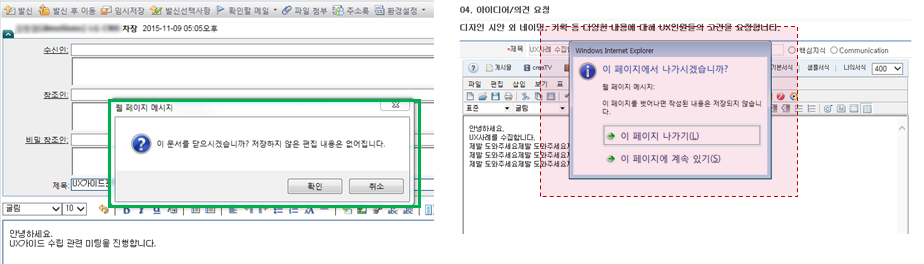 발신 발신 후 이동 임시저장 발신선택사항 확인할 메일 파일 첨부 주소록 환경설정
차장 2015-11-09 05:05오후
수신인:
참조인:
비밀 참조인:
제목: UX가이드
웹 페이지 메시지
이 문서를 닫으시겠습니까? 저장하지 않은 편집 내용은 없어집니다.
확인 취소
굴림 10
안녕하세요.
UX가이드 수립 관련 미팅을 진행합니다.
04. 아이디어/의견 요청
디자인 시안 외 네이밍, 기획 등 다양한 내용에 대해 UX인원들의 고견을 요청합니다.
*제목 UX사례 수집 핵심지식 Communication
게시물 creaTV 기본서식 샘플서식 나의서식 400
파일 편집 삽입 보기 표
표준 굴림
Windows Internet Explorer
이 페이지에서 나가시겠습니까?
웹 페이지 메시지:
이 페이지를 벗어나면 작성된 내용은 저장되지 않습니다.
이 페이지 나가기(L)
이 페이지에 계속 있기(S)
안녕하세요.
UX사례를 수집합니다.
제발 도와주세요제발 도와주세요
제발 도와주세요제발 도와주세요
제발 도와주세요제발 도와주세요